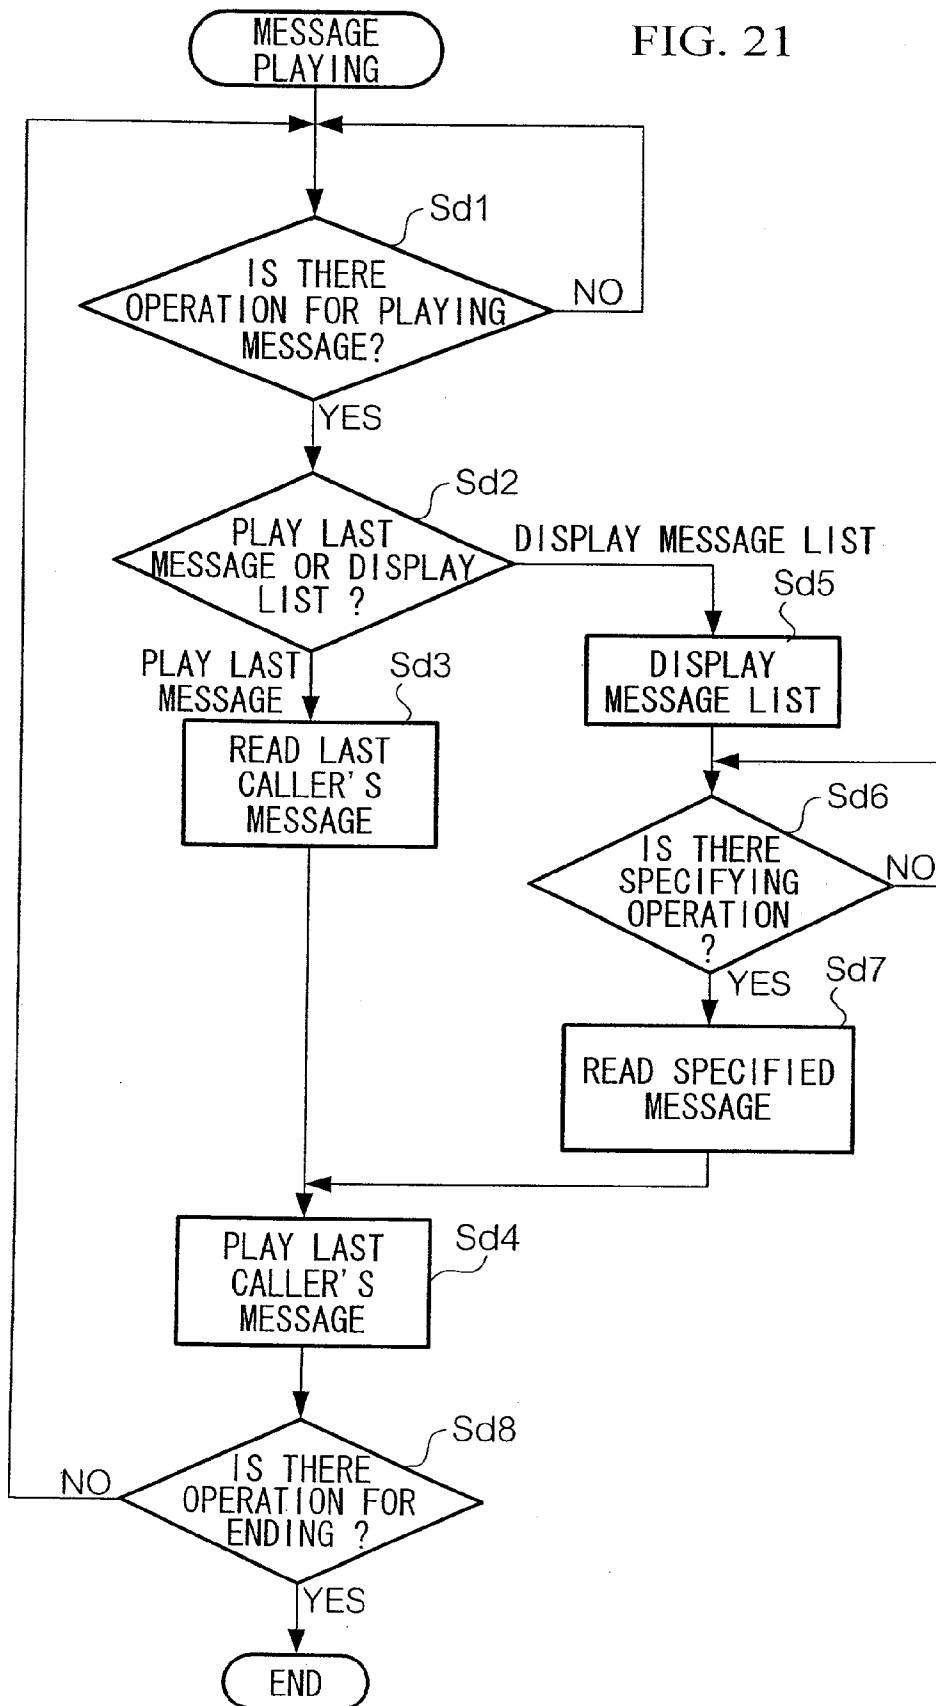 FIG. 21
MESSAGE
PLAYING
Sd1
IS THERE
OPERATION FOR PLAYING
MESSAGE?
NO
YES
Sd2
PLAY LAST
MESSAGE OR DISPLAY
LIST ?
DISPLAY MESSAGE LIST
PLAY LAST
MESSAGE
Sd3
READ LAST
CALLER'S
MESSAGE
Sd5
DISPLAY
MESSAGE LIST
Sd6
IS THERE
SPECIFYING
OPERATION
?
NO
YES
Sd7
READ SPECIFIED
MESSAGE
Sd4
PLAY LAST
CALLER'S
MESSAGE
Sd8
IS THERE
OPERATION FOR
ENDING ?
NO
YES
END